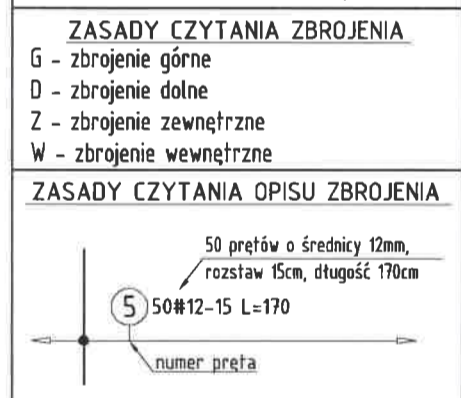 ZASADY CZYTANIA ZBROJENIA
G - zbrojenie górne
D - zbrojenie dolne
Z - zbrojenie zewnętrzne
W - zbrojenie wewnętrzne
ZASADY CZYTANIA OPISU ZBROJENIA
50 prętów o średnicy 12mm,
rozstaw 15cm, długość 170cm
5 50#12-15 L=170
numer pręta